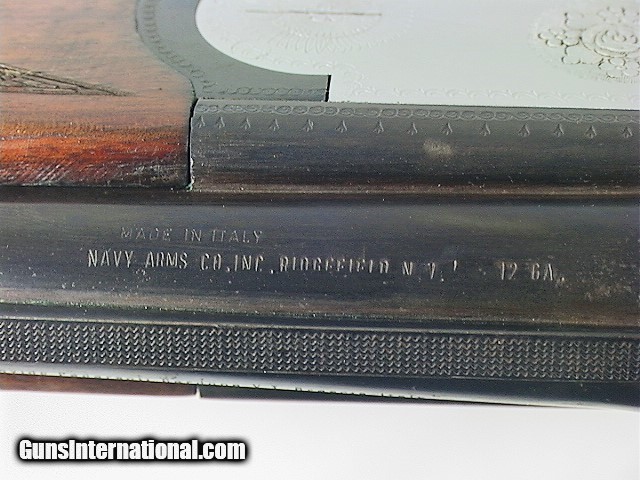 MADE IN ITALY
NAVY ARMS CO., INC, RIDGEFIELD N.J. 12 GA.
GunsInternational.com